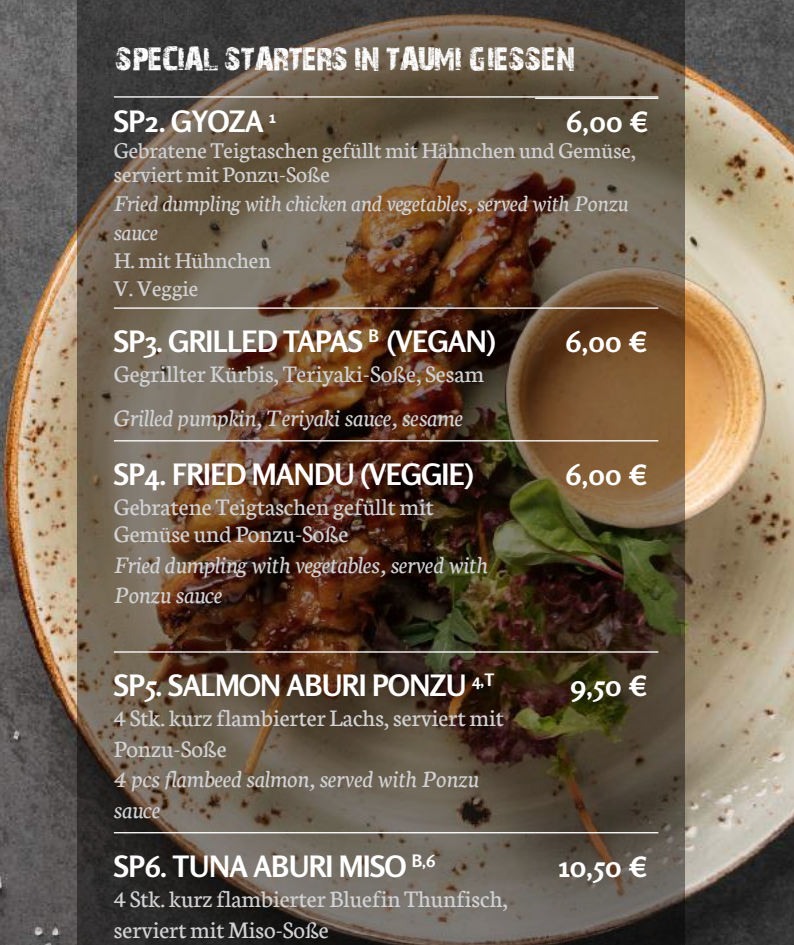 SPECIAL STARTERS IN TAUMI GIESSEN
SP2. GYOZA ¹ 6,00 €
Gebratene Teigtaschen gefüllt mit Hähnchen und Gemüse,
serviert mit Ponzu-Soße
Fried dumpling with chicken and vegetables, served with Ponzu
sauce
H. mit Hühnchen
V. Veggie
SP3. GRILLED TAPAS ᴮ (VEGAN) 6,00 €
Gegrillter Kürbis, Teriyaki-Soße, Sesam
Grilled pumpkin, Teriyaki sauce, sesame
SP4. FRIED MANDU (VEGGIE) 6,00 €
Gebratene Teigtaschen gefüllt mit
Gemüse und Ponzu-Soße
Fried dumpling with vegetables, served with
Ponzu sauce
SP5. SALMON ABURI PONZU ⁴,ᵀ 9,50 €
4 Stk. kurz flambierter Lachs, serviert mit
Ponzu-Soße
4 pcs flambeed salmon, served with Ponzu
sauce
SP6. TUNA ABURI MISO ᴮ,⁶ 10,50 €
4 Stk. kurz flambierter Bluefin Thunfisch,
serviert mit Miso-Soße